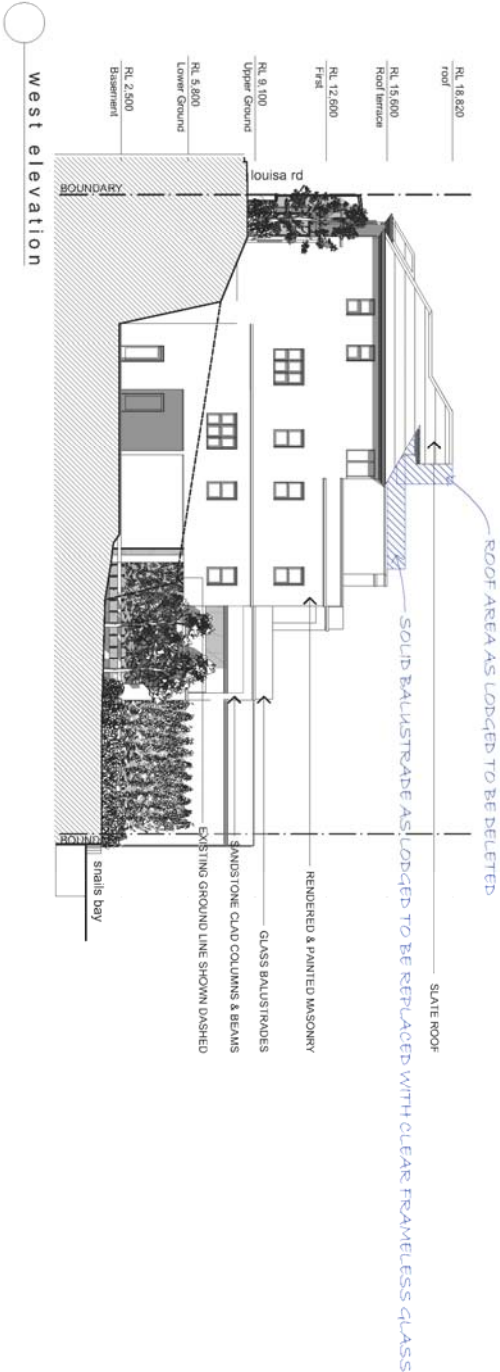 ROOF AREA AS LODGED TO BE DELETED
SOLID BALUSTRADE AS LODGED TO BE REPLACED WITH CLEAR FRAMELESS GLASS
RL 18,820
roof
RL 15,600
Roof terrace
RL 12,600
First
RL 9,100
Upper Ground
RL 5,800
Lower Ground
RL 2,500
Basement
SLATE ROOF
RENDERED & PAINTED MASONRY
GLASS BALUSTRADES
SANDSTONE CLAD COLUMNS & BEAMS
EXISTING GROUND LINE SHOWN DASHED
louisa rd
BOUNDARY
BOUND
snails bay
west elevation